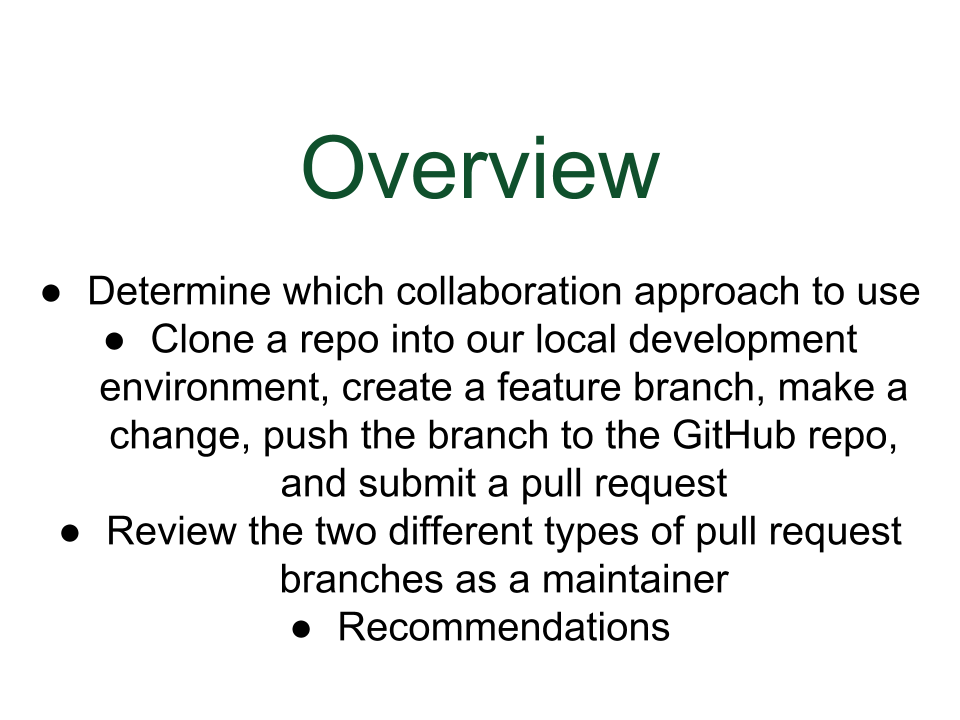 Overview
● Determine which collaboration approach to use
● Clone a repo into our local development
environment, create a feature branch, make a
change, push the branch to the GitHub repo,
and submit a pull request
● Review the two different types of pull request
branches as a maintainer
● Recommendations